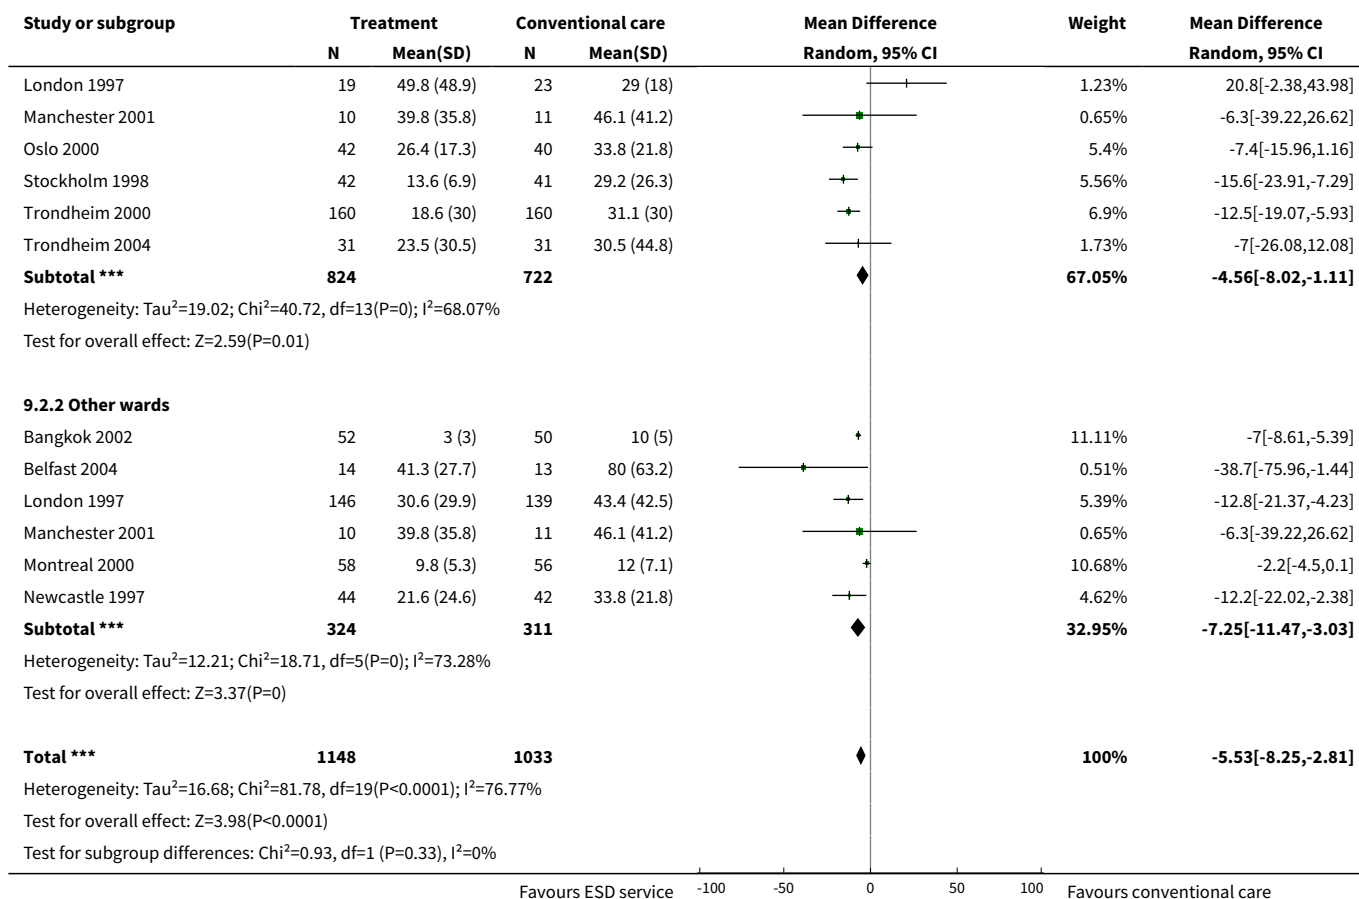 Study or subgroup Treatment Conventional care Mean Difference Weight Mean Difference
N Mean(SD) N Mean(SD) Random, 95% CI Random, 95% CI
London 1997 19 49.8 (48.9) 23 29 (18) 1.23% 20.8[-2.38,43.98]
Manchester 2001 10 39.8 (35.8) 11 46.1 (41.2) 0.65% -6.3[-39.22,26.62]
Oslo 2000 42 26.4 (17.3) 40 33.8 (21.8) 5.4% -7.4[-15.96,1.16]
Stockholm 1998 42 13.6 (6.9) 41 29.2 (26.3) 5.56% -15.6[-23.91,-7.29]
Trondheim 2000 160 18.6 (30) 160 31.1 (30) 6.9% -12.5[-19.07,-5.93]
Trondheim 2004 31 23.5 (30.5) 31 30.5 (44.8) 1.73% -7[-26.08,12.08]
Subtotal *** 824 722 67.05% -4.56[-8.02,-1.11]
Heterogeneity: Tau²=19.02; Chi²=40.72, df=13(P=0); I²=68.07%
Test for overall effect: Z=2.59(P=0.01)
9.2.2 Other wards
Bangkok 2002 52 3 (3) 50 10 (5) 11.11% -7[-8.61,-5.39]
Belfast 2004 14 41.3 (27.7) 13 80 (63.2) 0.51% -38.7[-75.96,-1.44]
London 1997 146 30.6 (29.9) 139 43.4 (42.5) 5.39% -12.8[-21.37,-4.23]
Manchester 2001 10 39.8 (35.8) 11 46.1 (41.2) 0.65% -6.3[-39.22,26.62]
Montreal 2000 58 9.8 (5.3) 56 12 (7.1) 10.68% -2.2[-4.5,0.1]
Newcastle 1997 44 21.6 (24.6) 42 33.8 (21.8) 4.62% -12.2[-22.02,-2.38]
Subtotal *** 324 311 32.95% -7.25[-11.47,-3.03]
Heterogeneity: Tau²=12.21; Chi²=18.71, df=5(P=0); I²=73.28%
Test for overall effect: Z=3.37(P=0)
Total *** 1148 1033 100% -5.53[-8.25,-2.81]
Heterogeneity: Tau²=16.68; Chi²=81.78, df=19(P<0.0001); I²=76.77%
Test for overall effect: Z=3.98(P<0.0001)
Test for subgroup differences: Chi²=0.93, df=1 (P=0.33), I²=0%
Favours ESD service -100 -50 0 50 100 Favours conventional care